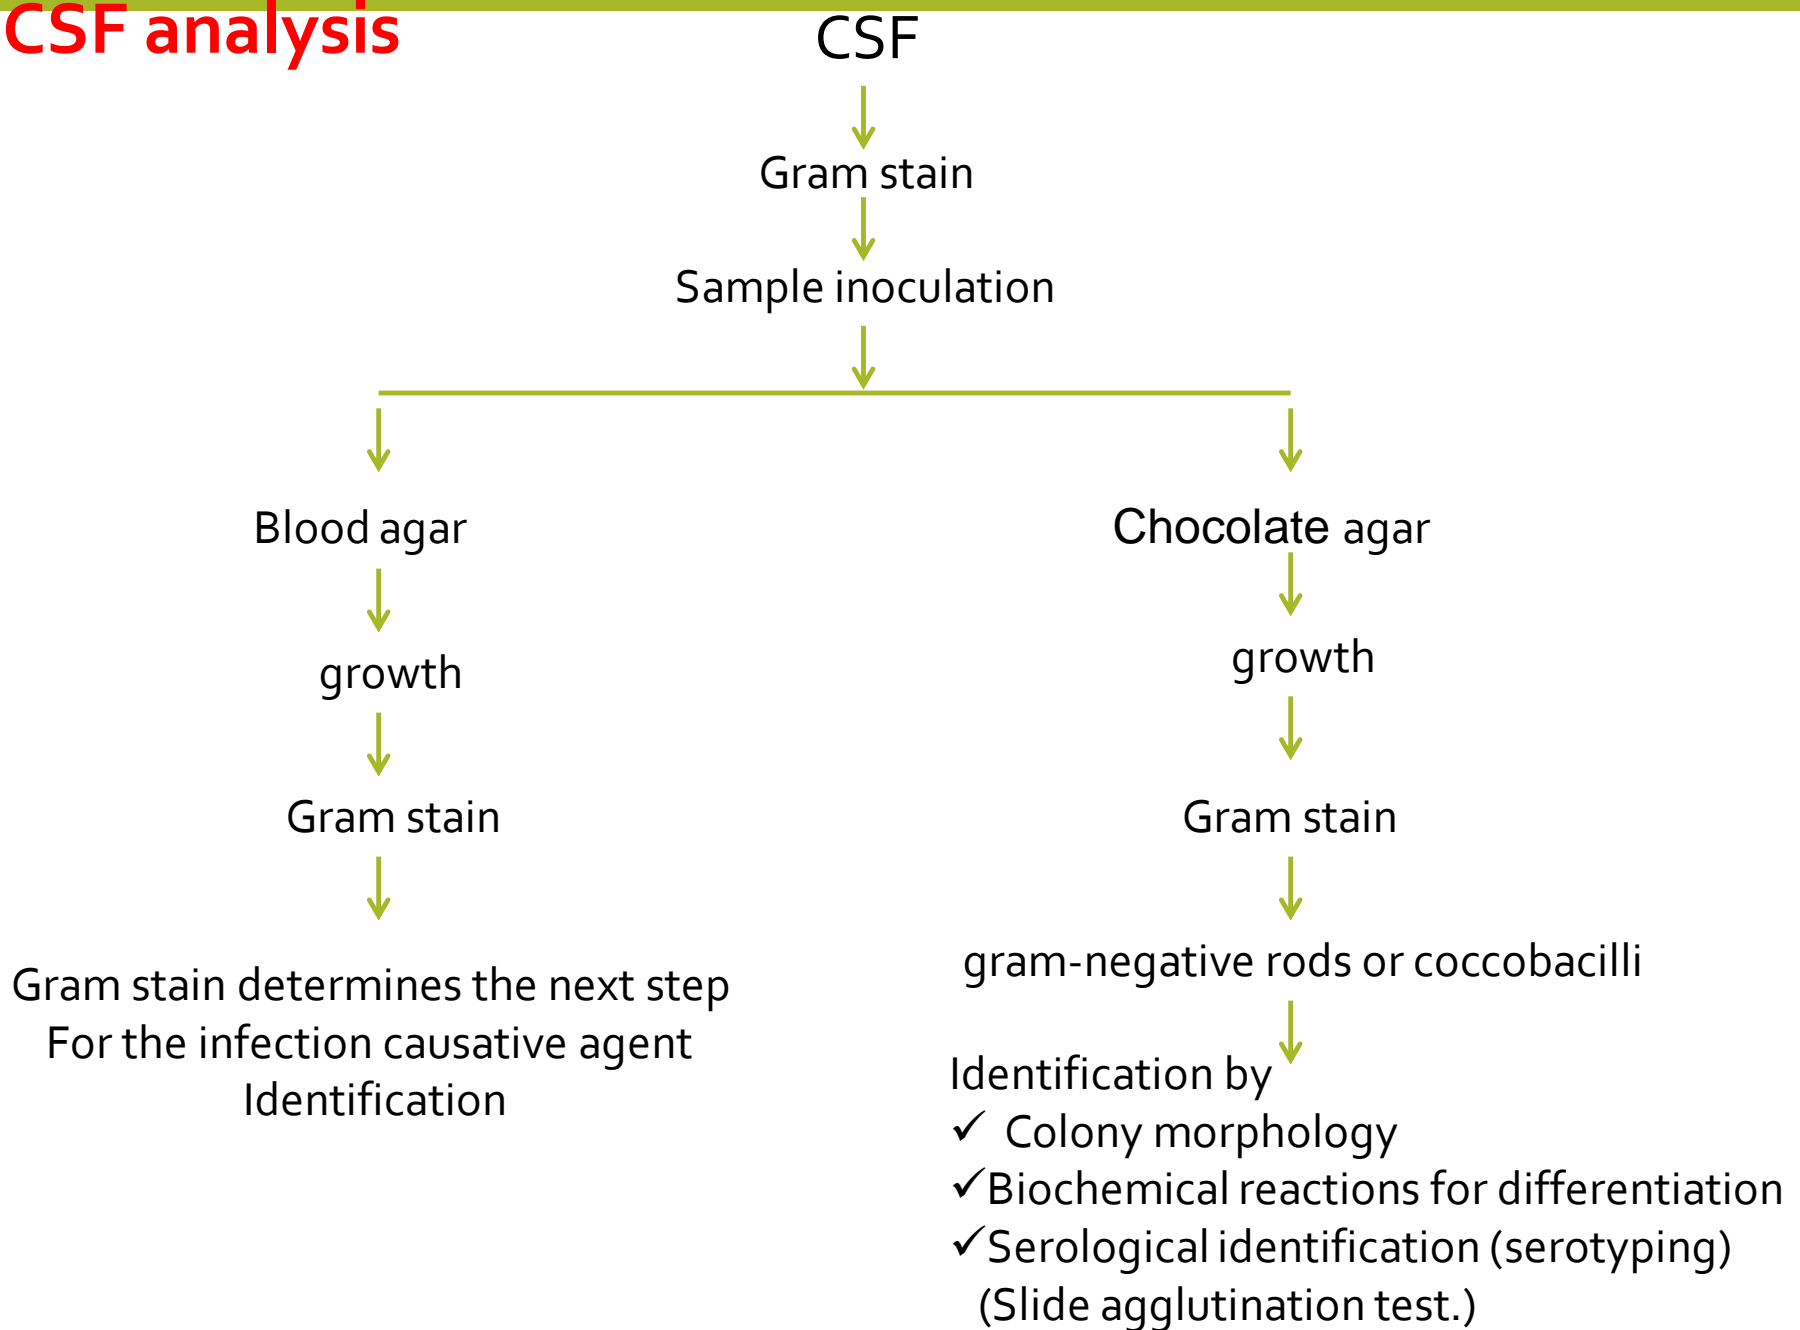 CSF analysis
CSF
Gram stain
Sample inoculation
Blood agar
growth
Gram stain
Gram stain determines the next step
For the infection causative agent
Identification
Chocolate agar
growth
Gram stain
gram-negative rods or coccobacilli
Identification by
✓ Colony morphology
✓Biochemical reactions for differentiation
✓Serological identification (serotyping)
(Slide agglutination test.)